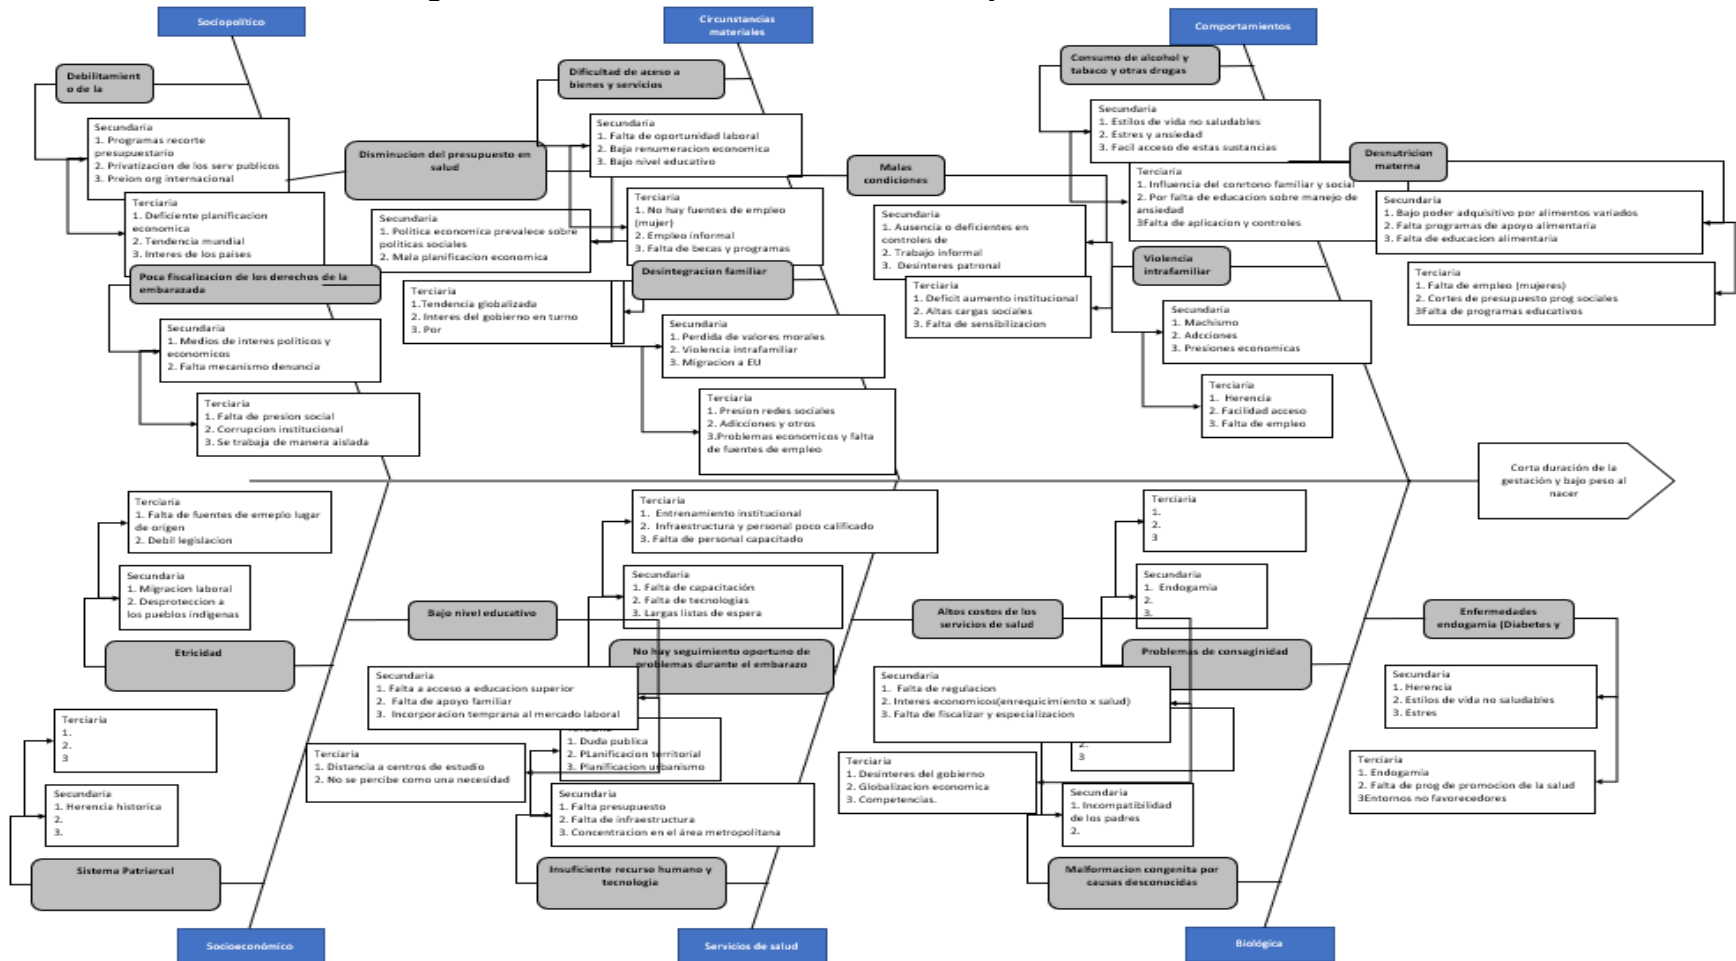 Sociopolítico
Circunstancias
materiales
Comportamientos
Debilitamient
o de la
Secundaria
1. Programas recorte
presupuestario
2. Privatizacion de los serv publicos
3. Preion org internacional
Terciaria
1. Deficiente planificacion
economica
2. Tendencia mundial
3. Interes de los países
Disminucion del presupuesto en
salud
Secundaria
1. Politica economica prevalece sobre
politicas sociales
2. Mala planificacion economica
Terciaria
1.Tendencia globalizada
2. Interes del gobierno en turno
3. Por
Poca fiscalizacion de los derechos de la
embarazada
Secundaria
1. Medios de interes politicos y
economicos
2. Falta mecanismo denuncia
Terciaria
1. Falta de presion social
2. Corrupcion institucional
3. Se trabaja de manera aislada
Dificultad de aceso a
bienes y servicios
Secundaria
1. Falta de oportunidad laboral
2. Baja renumeracion economica
3. Bajo nivel educativo
Terciaria
1. No hay fuentes de empleo
(mujer)
2. Empleo informal
3. Falta de becas y programas
Desintegracion familiar
Secundaria
1. Perdida de valores morales
2. Violencia intrafamiliar
3. Migracion a EU
Terciaria
1. Presion redes sociales
2. Adicciones y otros
3.Problemas economicos y falta
de fuentes de empleo
Malas
condiciones
Secundaria
1. Ausencia o deficientes en
controles de
2. Trabajo informal
3. Desinteres patronal
Terciaria
1. Deficit aumento institucional
2. Altas cargas sociales
3. Falta de sensibilizacion
Consumo de alcohol y
tabaco y otras drogas
Secundaria
1. Estilos de vida no saludables
2. Estres y ansiedad
3. Facil acceso de estas sustancias
Terciaria
1. Influencia del conrtono familiar y social
2. Por falta de educacion sobre manejo de
ansiedad
3Falta de aplicacion y controles
Desnutricion
materna
Secundaria
1. Bajo poder adquisitivo por alimentos variados
2. Falta programas de apoyo alimentaria
3. Falta de educacion alimentaria
Terciaria
1. Falta de empleo (mujeres)
2. Cortes de presupuesto prog sociales
3Falta de programas educativos
Violencia
intrafamiliar
Secundaria
1. Machismo
2. Adcciones
3. Presiones economicas
Terciaria
1. Herencia
2. Facilidad acceso
3. Falta de empleo
Corta duración de la
gestación y bajo peso al
nacer
Terciaria
1. Falta de fuentes de emeplo lugar
de origen
2. Debil legislacion
Secundaria
1. Migracion laboral
2. Desproteccion a
los pueblos indigenas
Etricidad
Terciaria
1.
2.
3
Secundaria
1. Herencia historica
2.
3.
Sistema Patriarcal
Bajo nivel educativo
Secundaria
1. Falta a acceso a educacion superior
2. Falta de apoyo familiar
3. Incorporacion temprana al mercado laboral
Terciaria
1. Distancia a centros de estudio
2. No se percibe como una necesidad
Terciaria
1. Entrenamiento institucional
2. Infraestructura y personal poco calificado
3. Falta de personal capacitado
Secundaria
1. Falta de capacitación
2. Falta de tecnologias
3. Largas listas de espera
No hay seguimiento oportuno de
problemas durante el embarazo
1. Duda publica
2. PLanificacion territorial
3. Planificacion urbanismo
Secundaria
1. Falta presupuesto
2. Falta de infraestructura
3. Concentracion en el área metropolitana
Insuficiente recurso humano y
tecnologia
Altos costos de los
servicios de salud
Secundaria
1. Falta de regulacion
2. Interes economicos(enrequicimiento x salud)
3. Falta de fiscalizar y especializacion
Terciaria
1. Desinteres del gobierno
2. Globalizacion economica
3. Competencias.
Terciaria
1.
2.
3
Secundaria
1. Endogamia
2.
3.
Problemas de consaginidad
2.
3
Secundaria
1. Incompatibilidad
de los padres
2.
Malformacion congenita por
causas desconocidas
Enfermedades
endogamia (Diabetes y
Secundaria
1. Herencia
2. Estilos de vida no saludables
3. Estres
Terciaria
1. Endogamia
2. Falta de prog de promocion de la salud
3Entornos no favorecedores
Socioeconómico
Servicios de salud
Biológica